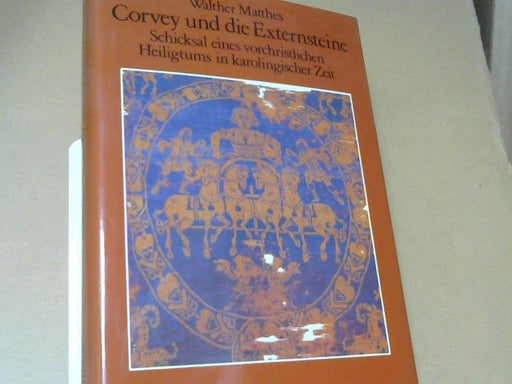 Walther Matthes
Corvey und die Externsteine
Schicksal eines vorchristlichen
Heiligtums in karolingischer Zeit